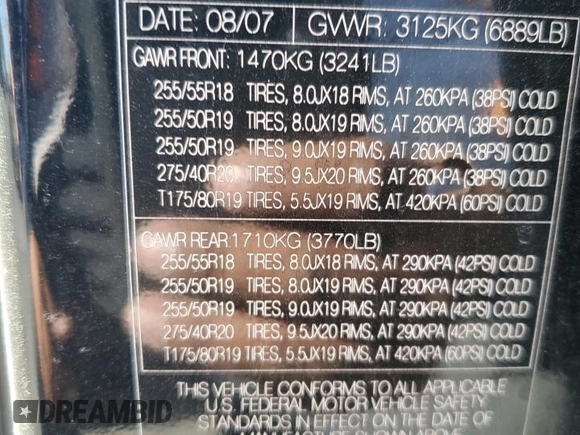 DATE: 08/07 GVWR: 3125KG (6889LB)
GAWR FRONT: 1470KG (3241LB)
255/55R18 TIRES, 8.0JX18 RIMS, AT 260KPA (38PSI) COLD
255/50R19 TIRES, 8.0JX19 RIMS, AT 260KPA (38PSI) COLD
255/50R19 TIRES, 9.0JX19 RIMS, AT 260KPA (38PSI) COLD
275/40R20 TIRES, 9.5JX20 RIMS, AT 260KPA (38PSI) COLD
T175/80R19 TIRES, 5.5JX19 RIMS, AT 420KPA (60PSI) COLD
GAWR REAR: 1710KG (3770LB)
255/55R18 TIRES, 8.0JX18 RIMS, AT 290KPA (42PSI) COLD
255/50R19 TIRES, 8.0JX19 RIMS, AT 290KPA (42PSI) COLD
255/50R19 TIRES, 9.0JX19 RIMS, AT 290KPA (42PSI) COLD
275/40R20 TIRES, 9.5JX20 RIMS, AT 290KPA (42PSI) COLD
T175/80R19 TIRES, 5.5JX19 RIMS, AT 420KPA (60PSI) COLD
THIS VEHICLE CONFORMS TO ALL APPLICABLE
U.S. FEDERAL MOTOR VEHICLE SAFETY
STANDARDS IN EFFECT ON THE DATE OF
MANUFACTURE SHOWN ABOVE
DREAMBID